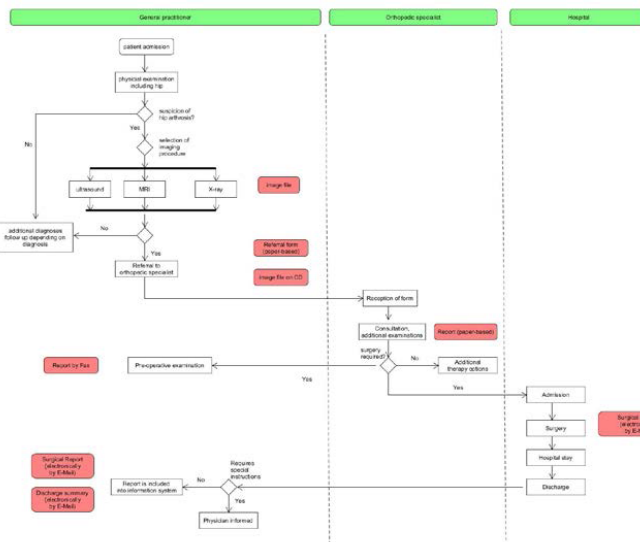 General practitioner
Orthopedic specialist
Hospital
patient admission
physical examination
including hip
suspicion of
hip arthesis?
Yes
No
selection of
imaging
procedure
ultrasound
MRI
X-ray
image file
additional diagnoses
follow up depending on
diagnosis
No
Yes
Referral form
(paper-based)
Referral to
orthopedic specialist
image file on CD
Reception of form
Consultation,
additional examinations
Report (paper-based)
surgery
required?
No
Additional
therapy options
Report by Fax
Pre-operative examination
Yes
Yes
Admission
Surgery
Surgical
(electro
by E-M
Hospital stay
Discharge
Surgical Report
(electronically
by E-Mail)
Discharge summary
(electronically
by E-Mail)
Report is included
information system
No
Requires
special
instructions
Yes
Physician informed